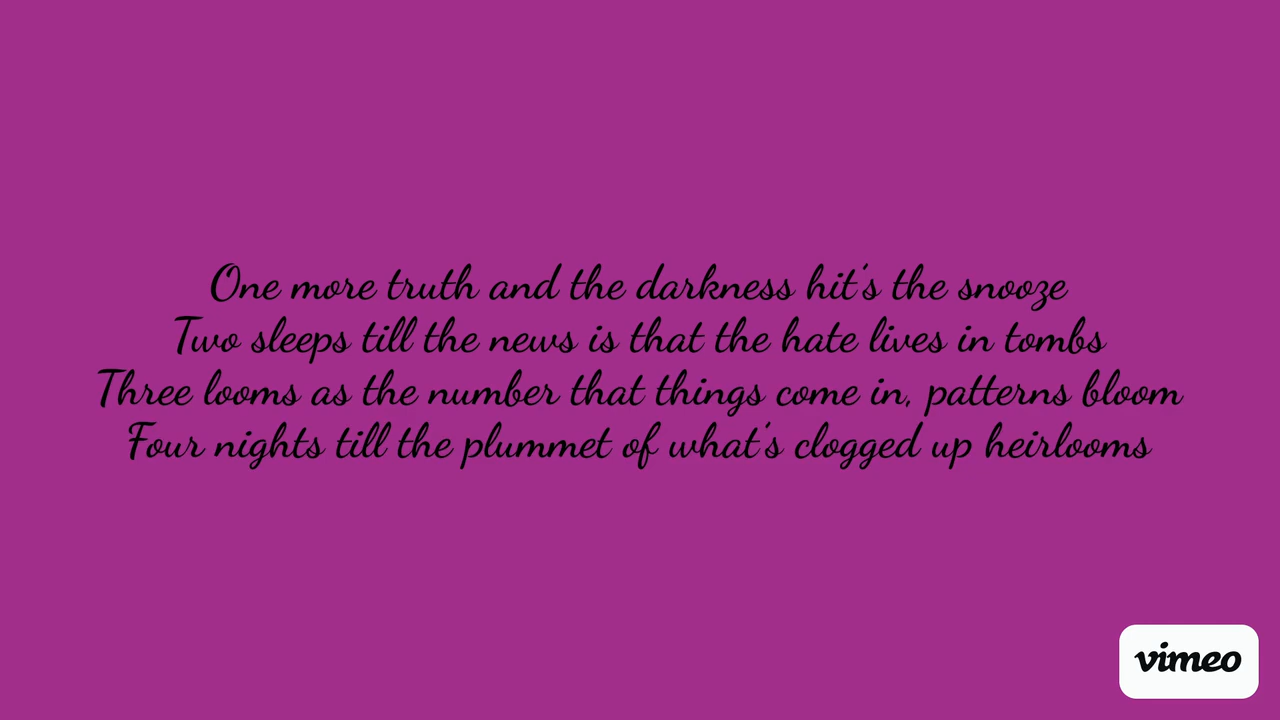 One more truth and the darkness hit's the snooze
Two sleeps till the news is that the hate lives in tombs
Three looms as the number that things come in, patterns bloom
Four nights till the plummet of what's clogged up heirlooms
vimeo